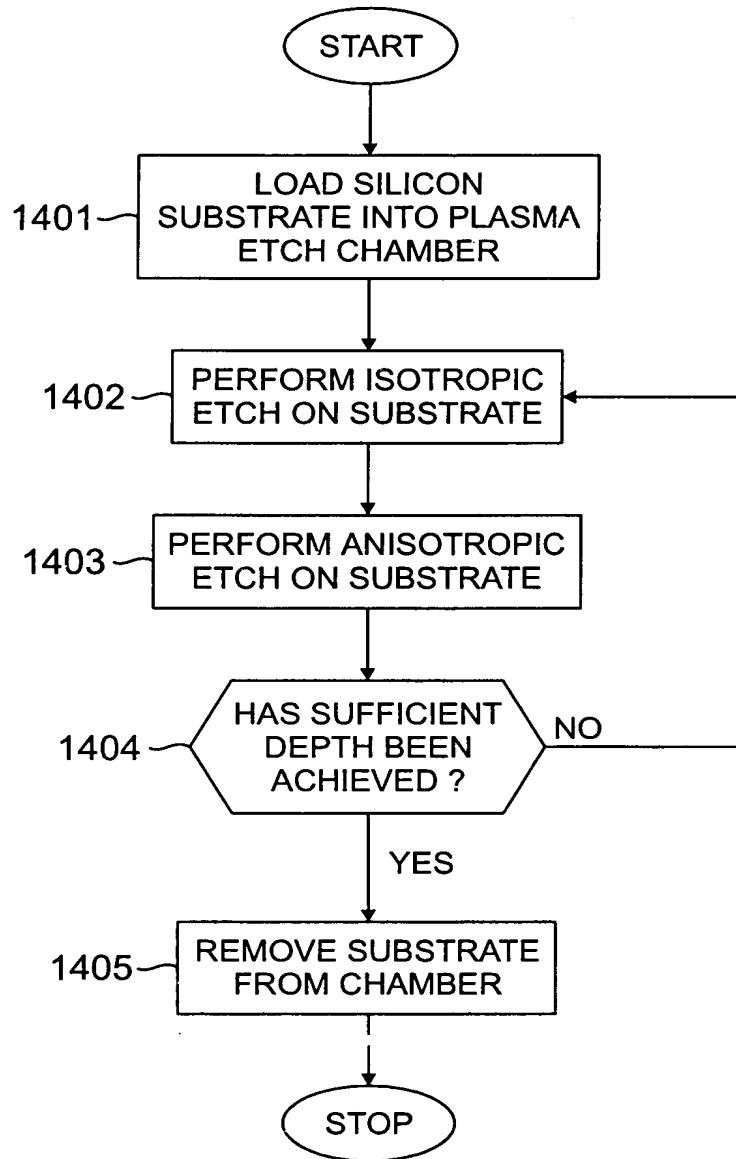 START
1401
LOAD SILICON
SUBSTRATE INTO PLASMA
ETCH CHAMBER
1402
PERFORM ISOTROPIC
ETCH ON SUBSTRATE
1403
PERFORM ANISOTROPIC
ETCH ON SUBSTRATE
1404
HAS SUFFICIENT
DEPTH BEEN
ACHIEVED ?
NO
YES
1405
REMOVE SUBSTRATE
FROM CHAMBER
STOP